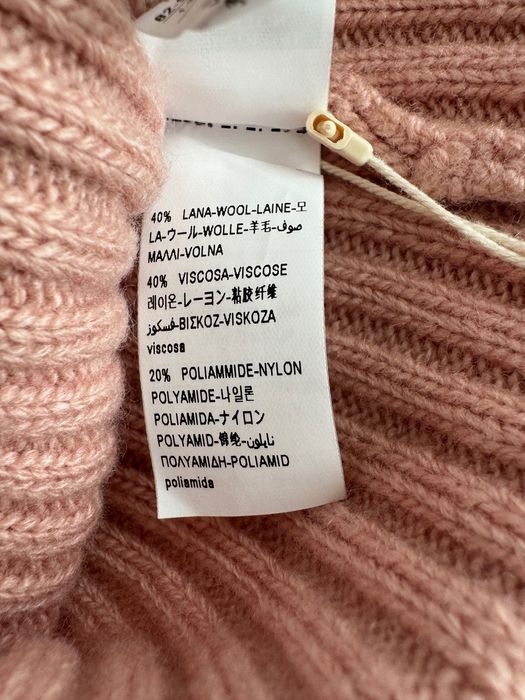 40% LANA-WOOL-LAINE-모
LA-ウール-WOLLE-羊毛-صوف
ΜΑΛΛΙ-VOLNA
40% VISCOSA-VISCOSE
레이온-レーヨン-粘胶纤维
فسكوز-ΒΙΣΚΟΖ-VISKOZA
viscosa
20% POLIAMMIDE-NYLON
POLYAMIDE-나일론
POLIAMIDA-ナイロン
POLYAMID-锦纶-نايلون
ΠΟΛΥΑΜΙΔΗ-POLIAMID
poliamida